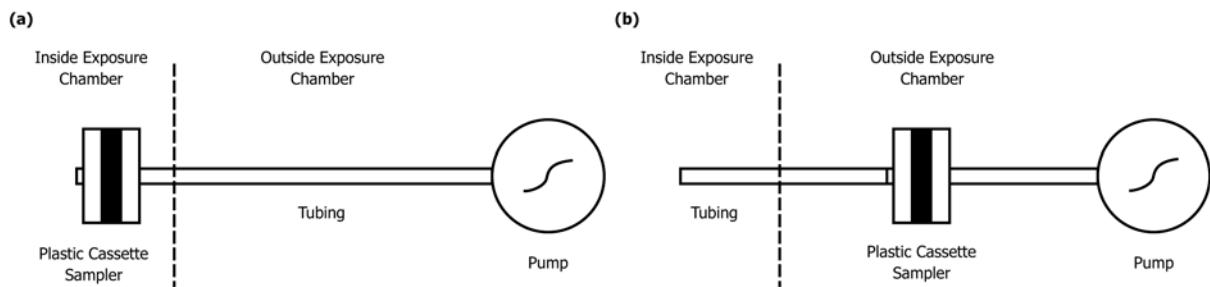 (a)
Inside Exposure
Chamber
Outside Exposure
Chamber
Tubing
Plastic Cassette
Sampler
Pump
(b)
Inside Exposure
Chamber
Outside Exposure
Chamber
Tubing
Plastic Cassette
Sampler
Pump